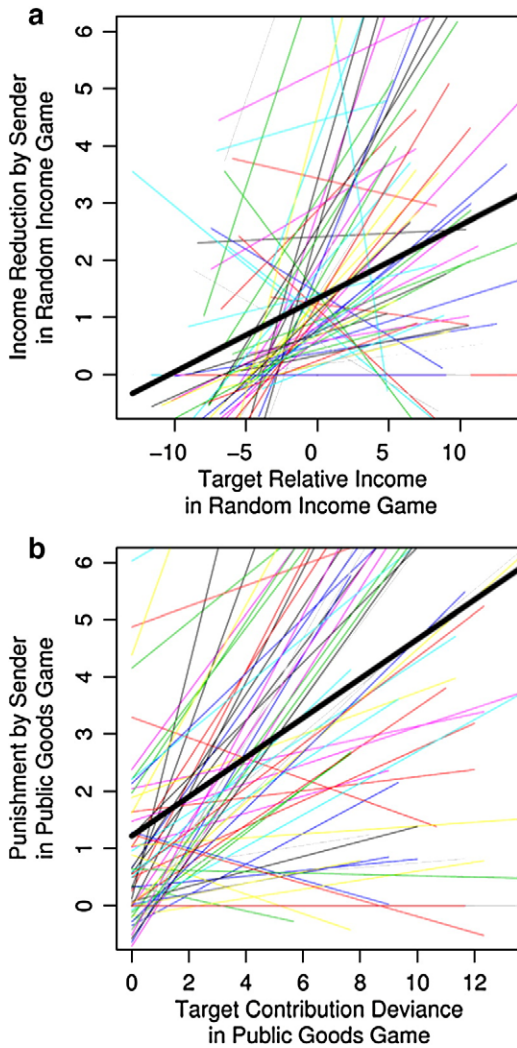 a
6
5
4
3
2
1
0
Income Reduction by Sender
in Random Income Game
−10 −5 0 5 10
Target Relative Income
in Random Income Game
b
6
5
4
3
2
1
0
Punishment by Sender
in Public Goods Game
0 2 4 6 8 10 12
Target Contribution Deviance
in Public Goods Game